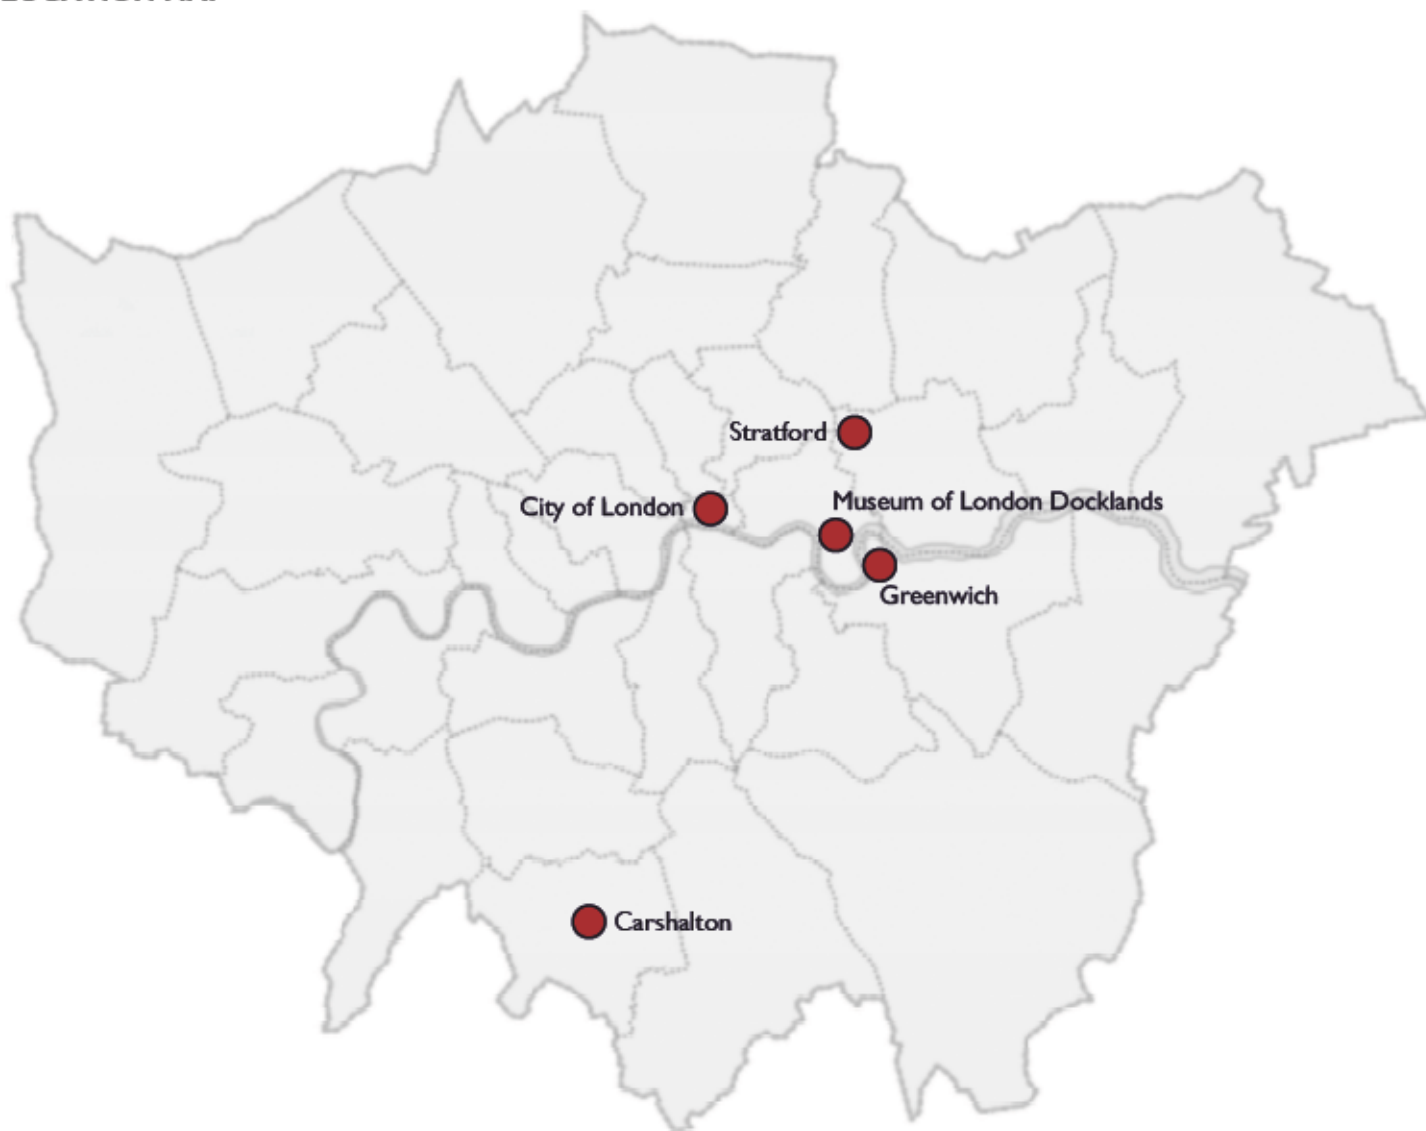 Stratford
Museum of London Docklands
City of London
Greenwich
Carshalton